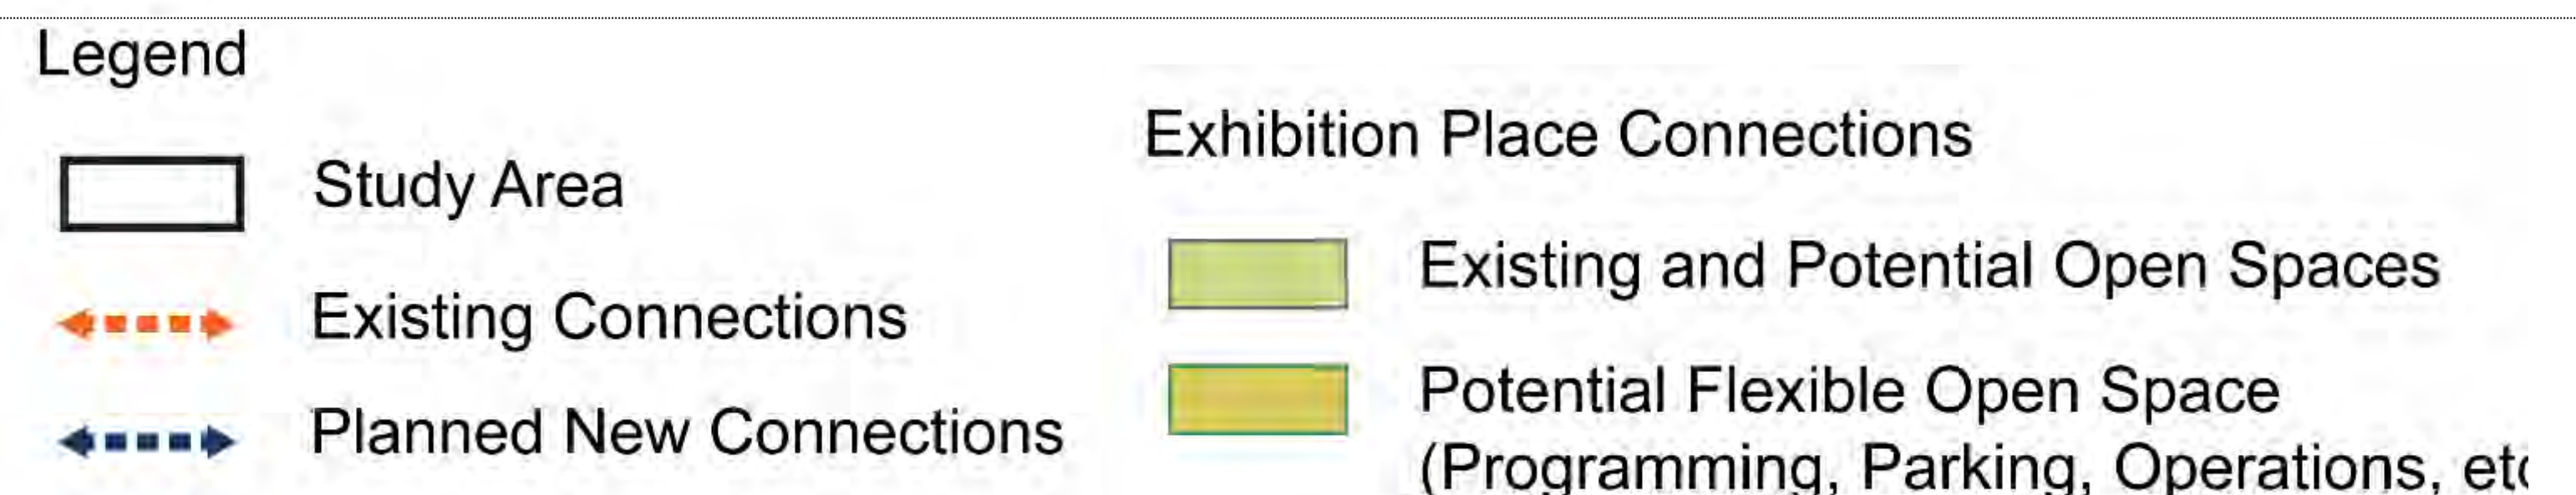 Legend
Study Area
Existing Connections
Planned New Connections
Exhibition Place Connections
Existing and Potential Open Spaces
Potential Flexible Open Space
(Programming, Parking, Operations, etc